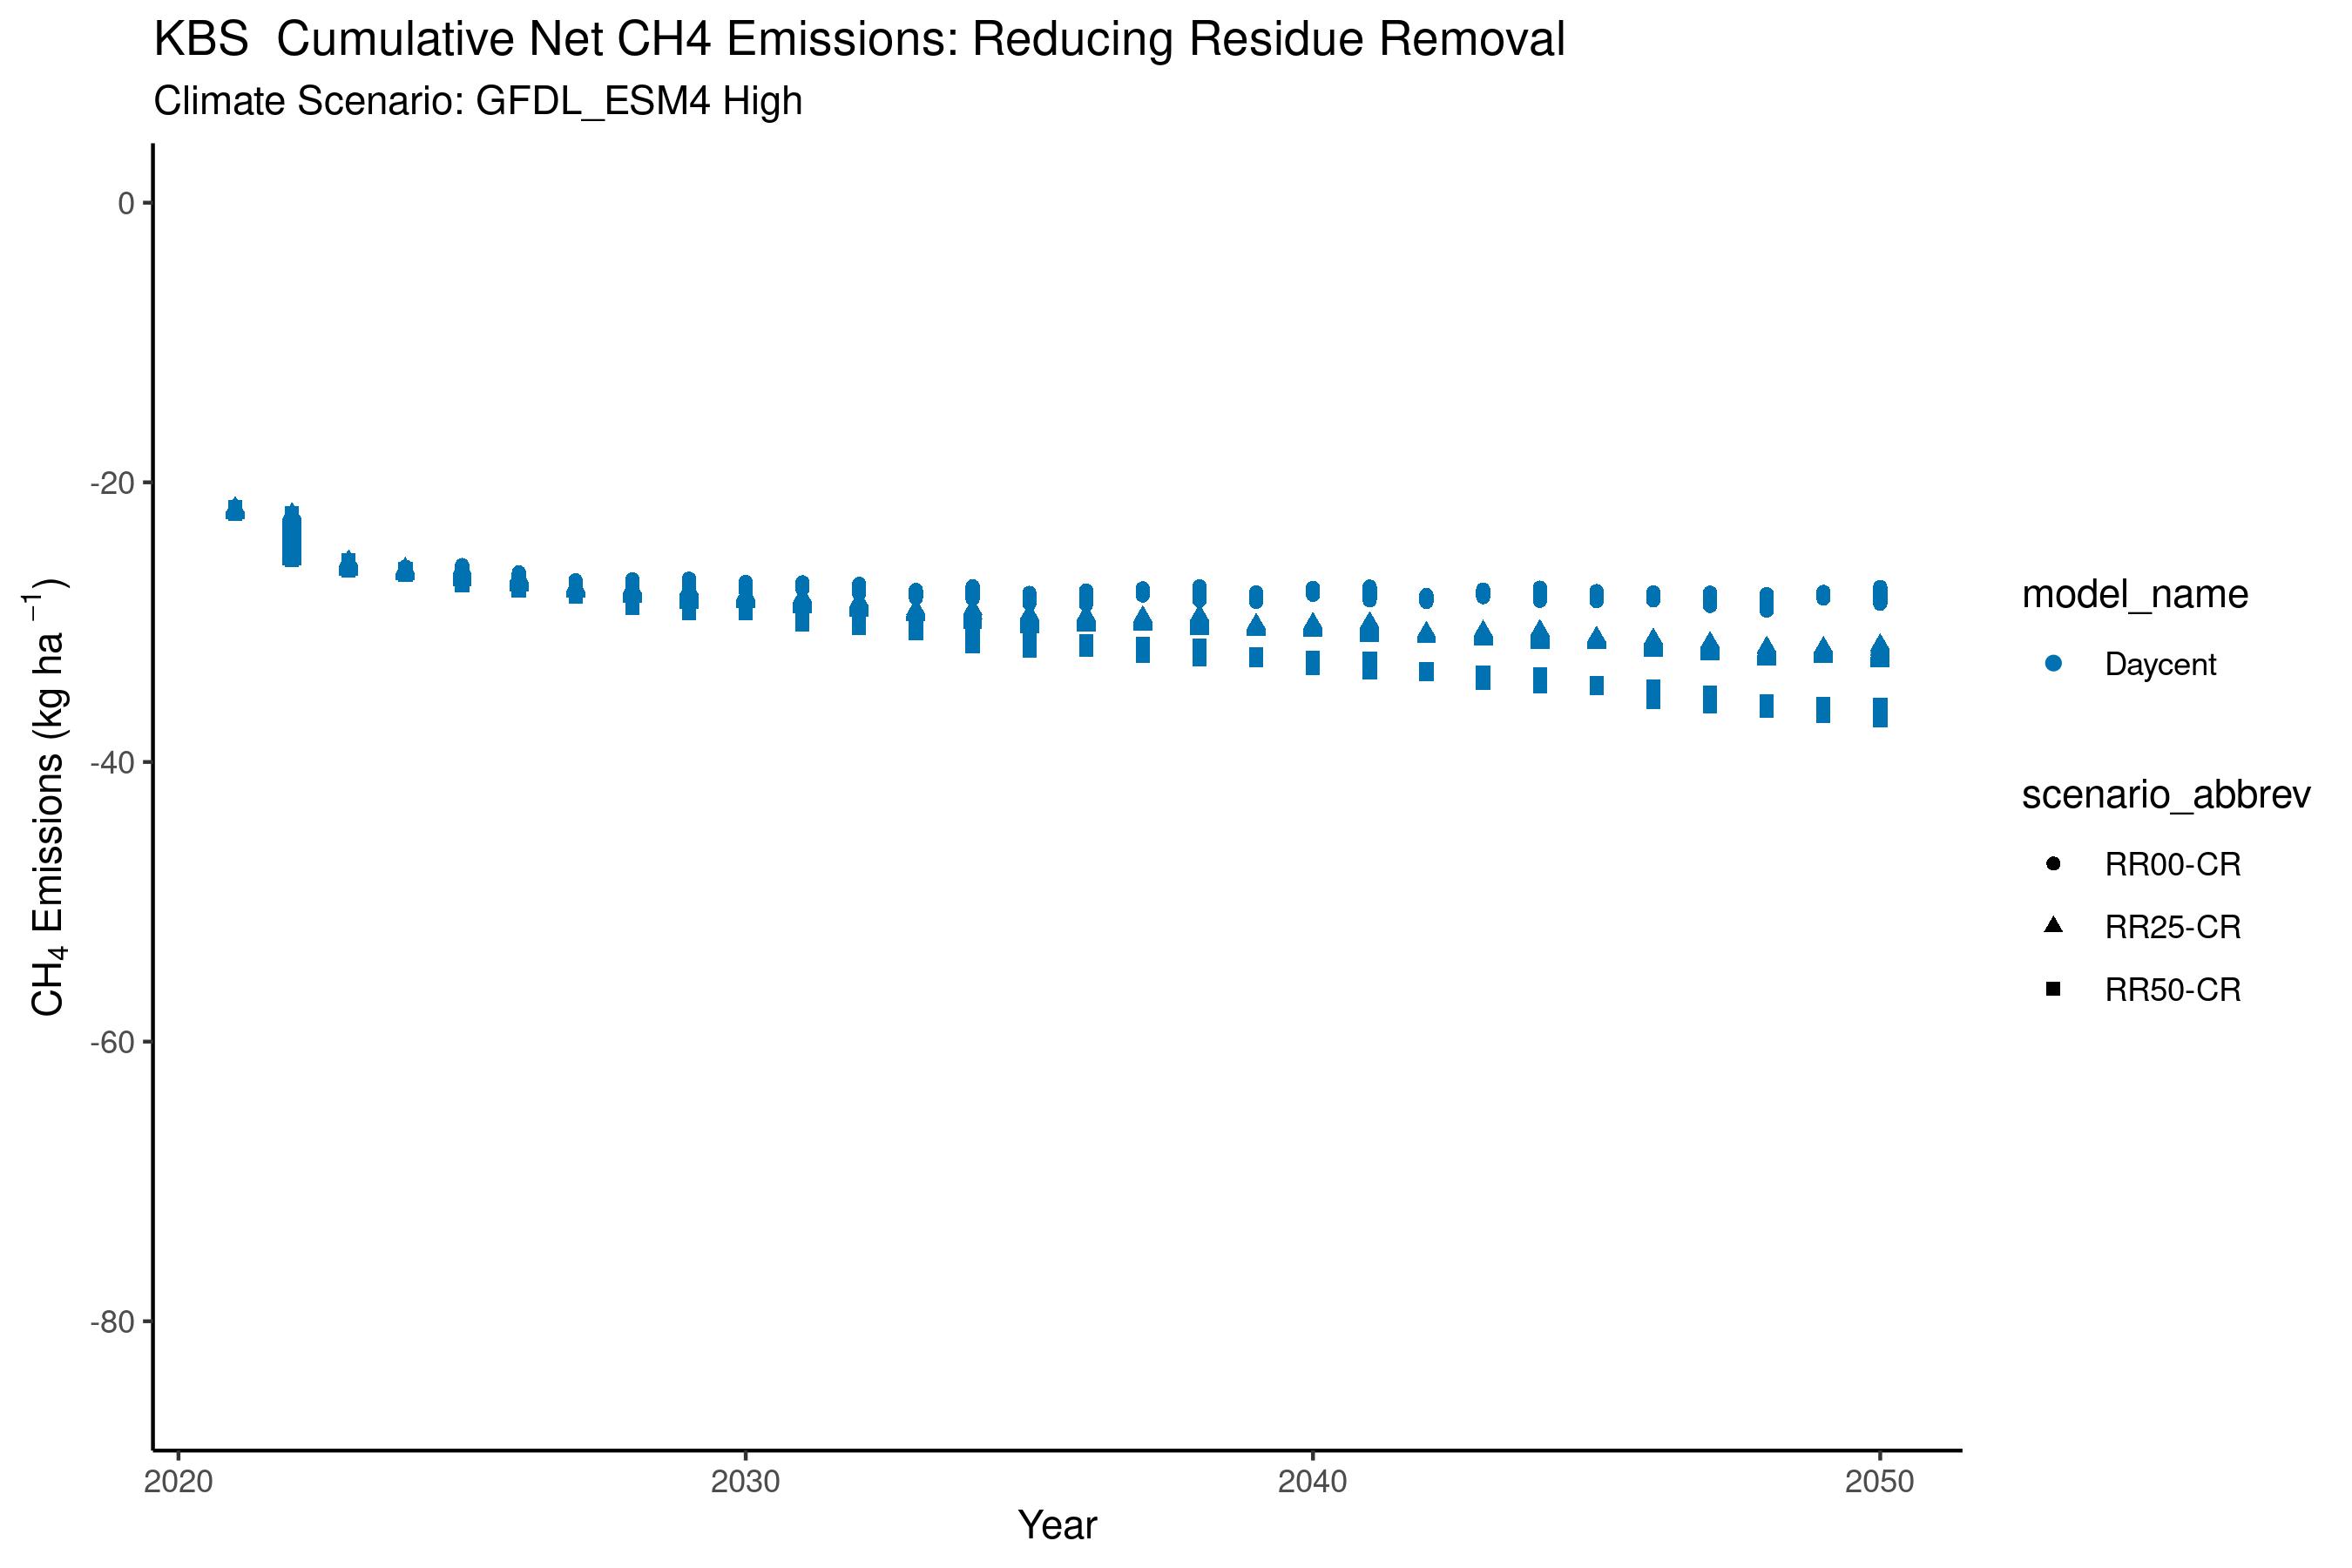 KBS  Cumulative Net CH4 Emissions: Reducing Residue Removal
Climate Scenario: GFDL_ESM4 High
CH₄ Emissions (kg ha ⁻¹)
0
-20
-40
-60
-80
2020
2030
2040
2050
Year
model_name
Daycent
scenario_abbrev
RR00-CR
RR25-CR
RR50-CR